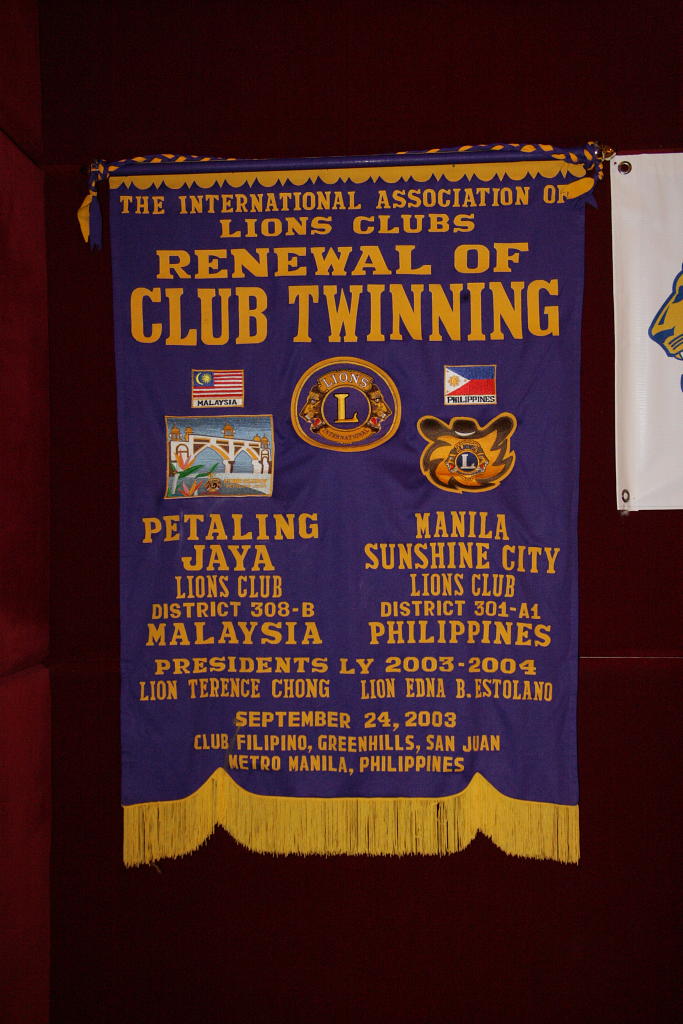 THE INTERNATIONAL ASSOCIATION OF
LIONS CLUBS
RENEWAL OF
CLUB TWINNING
MALAYSIA
LIONS
L
INTERNATIONAL
PHILIPPINES
L
PETALING
JAYA
LIONS CLUB
DISTRICT 308-B
MALAYSIA
MANILA
SUNSHINE CITY
LIONS CLUB
DISTRICT 301-A1
PHILIPPINES
PRESIDENTS LY 2003-2004
LION TERENCE CHONG LION EDNA B. ESTOLANO
SEPTEMBER 24, 2003
CLUB FILIPINO, GREENHILLS, SAN JUAN
METRO MANILA, PHILIPPINES